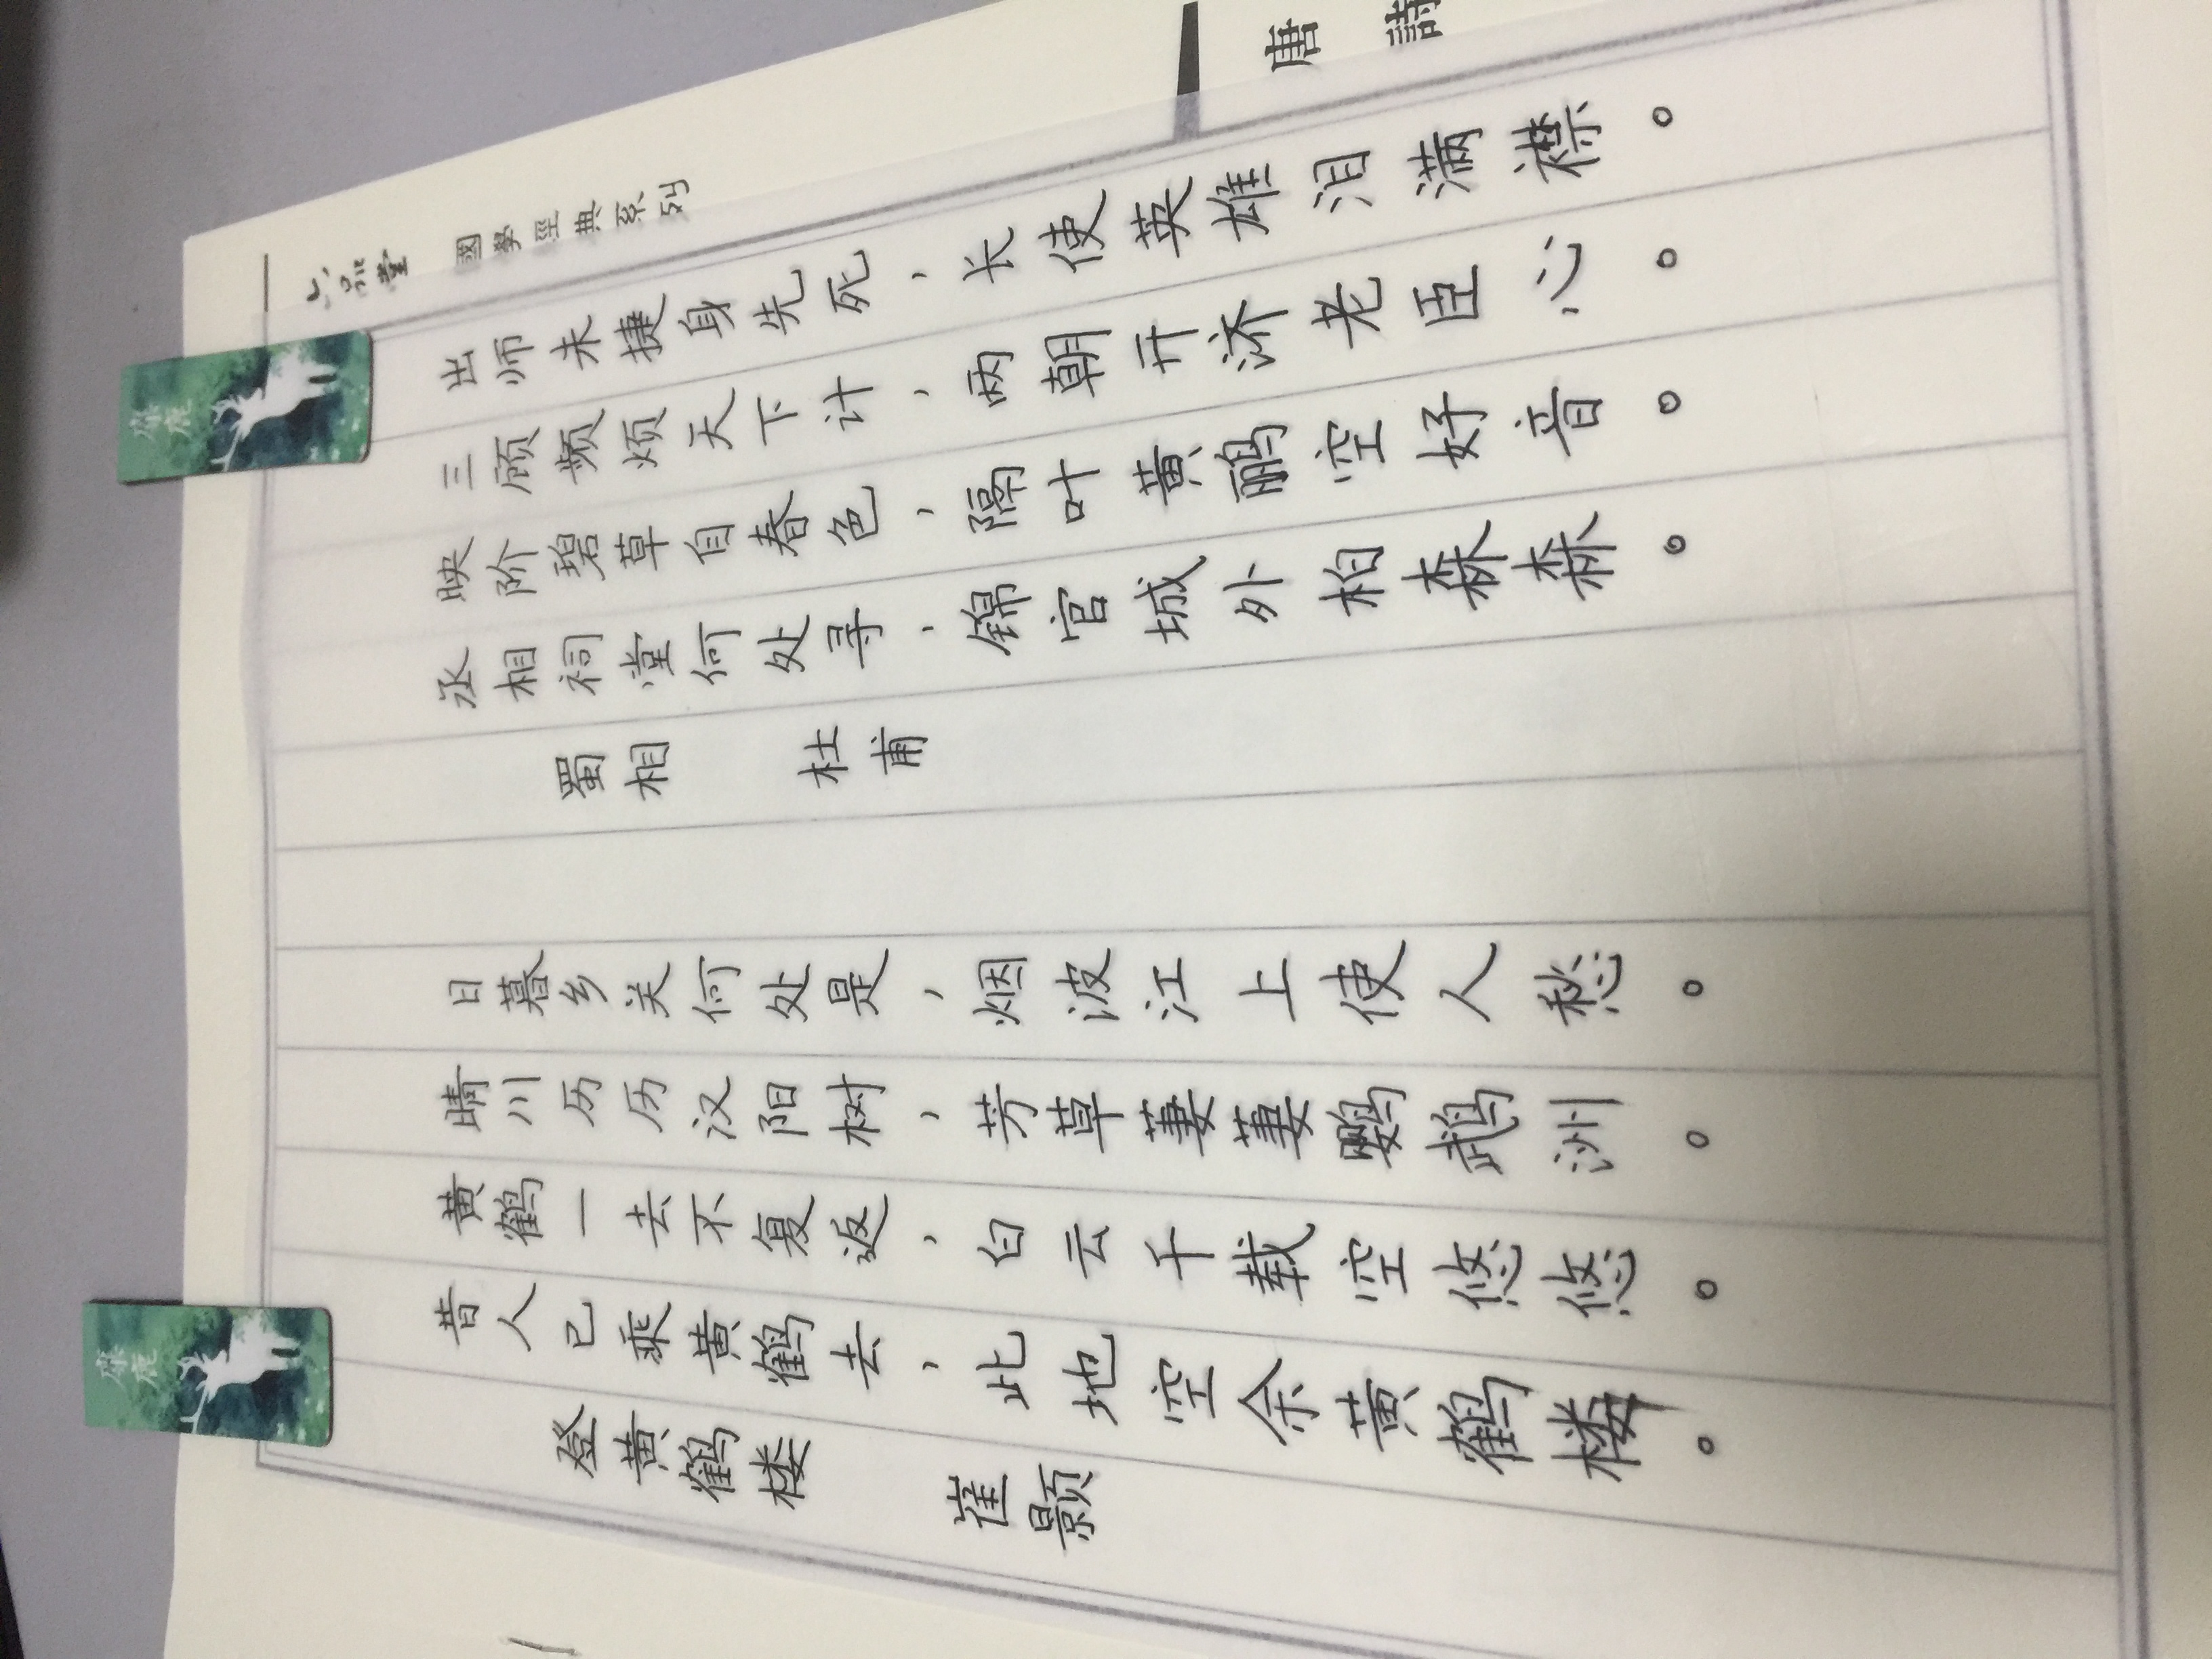 麋鹿
麋鹿
登黄鹤楼 崔颢
昔人已乘黄鹤去，此地空余黄鹤楼。
黄鹤一去不复返，白云千载空悠悠。
晴川历历汉阳树，芳草萋萋鹦鹉洲。
日暮乡关何处是，烟波江上使人愁。
蜀相 杜甫
丞相祠堂何处寻，锦官城外柏森森。
映阶碧草自春色，隔叶黄鹂空好音。
三顾频烦天下计，两朝开济老臣心。
出师未捷身先死，长使英雄泪满襟。
六品堂 國學經典系列
唐詩